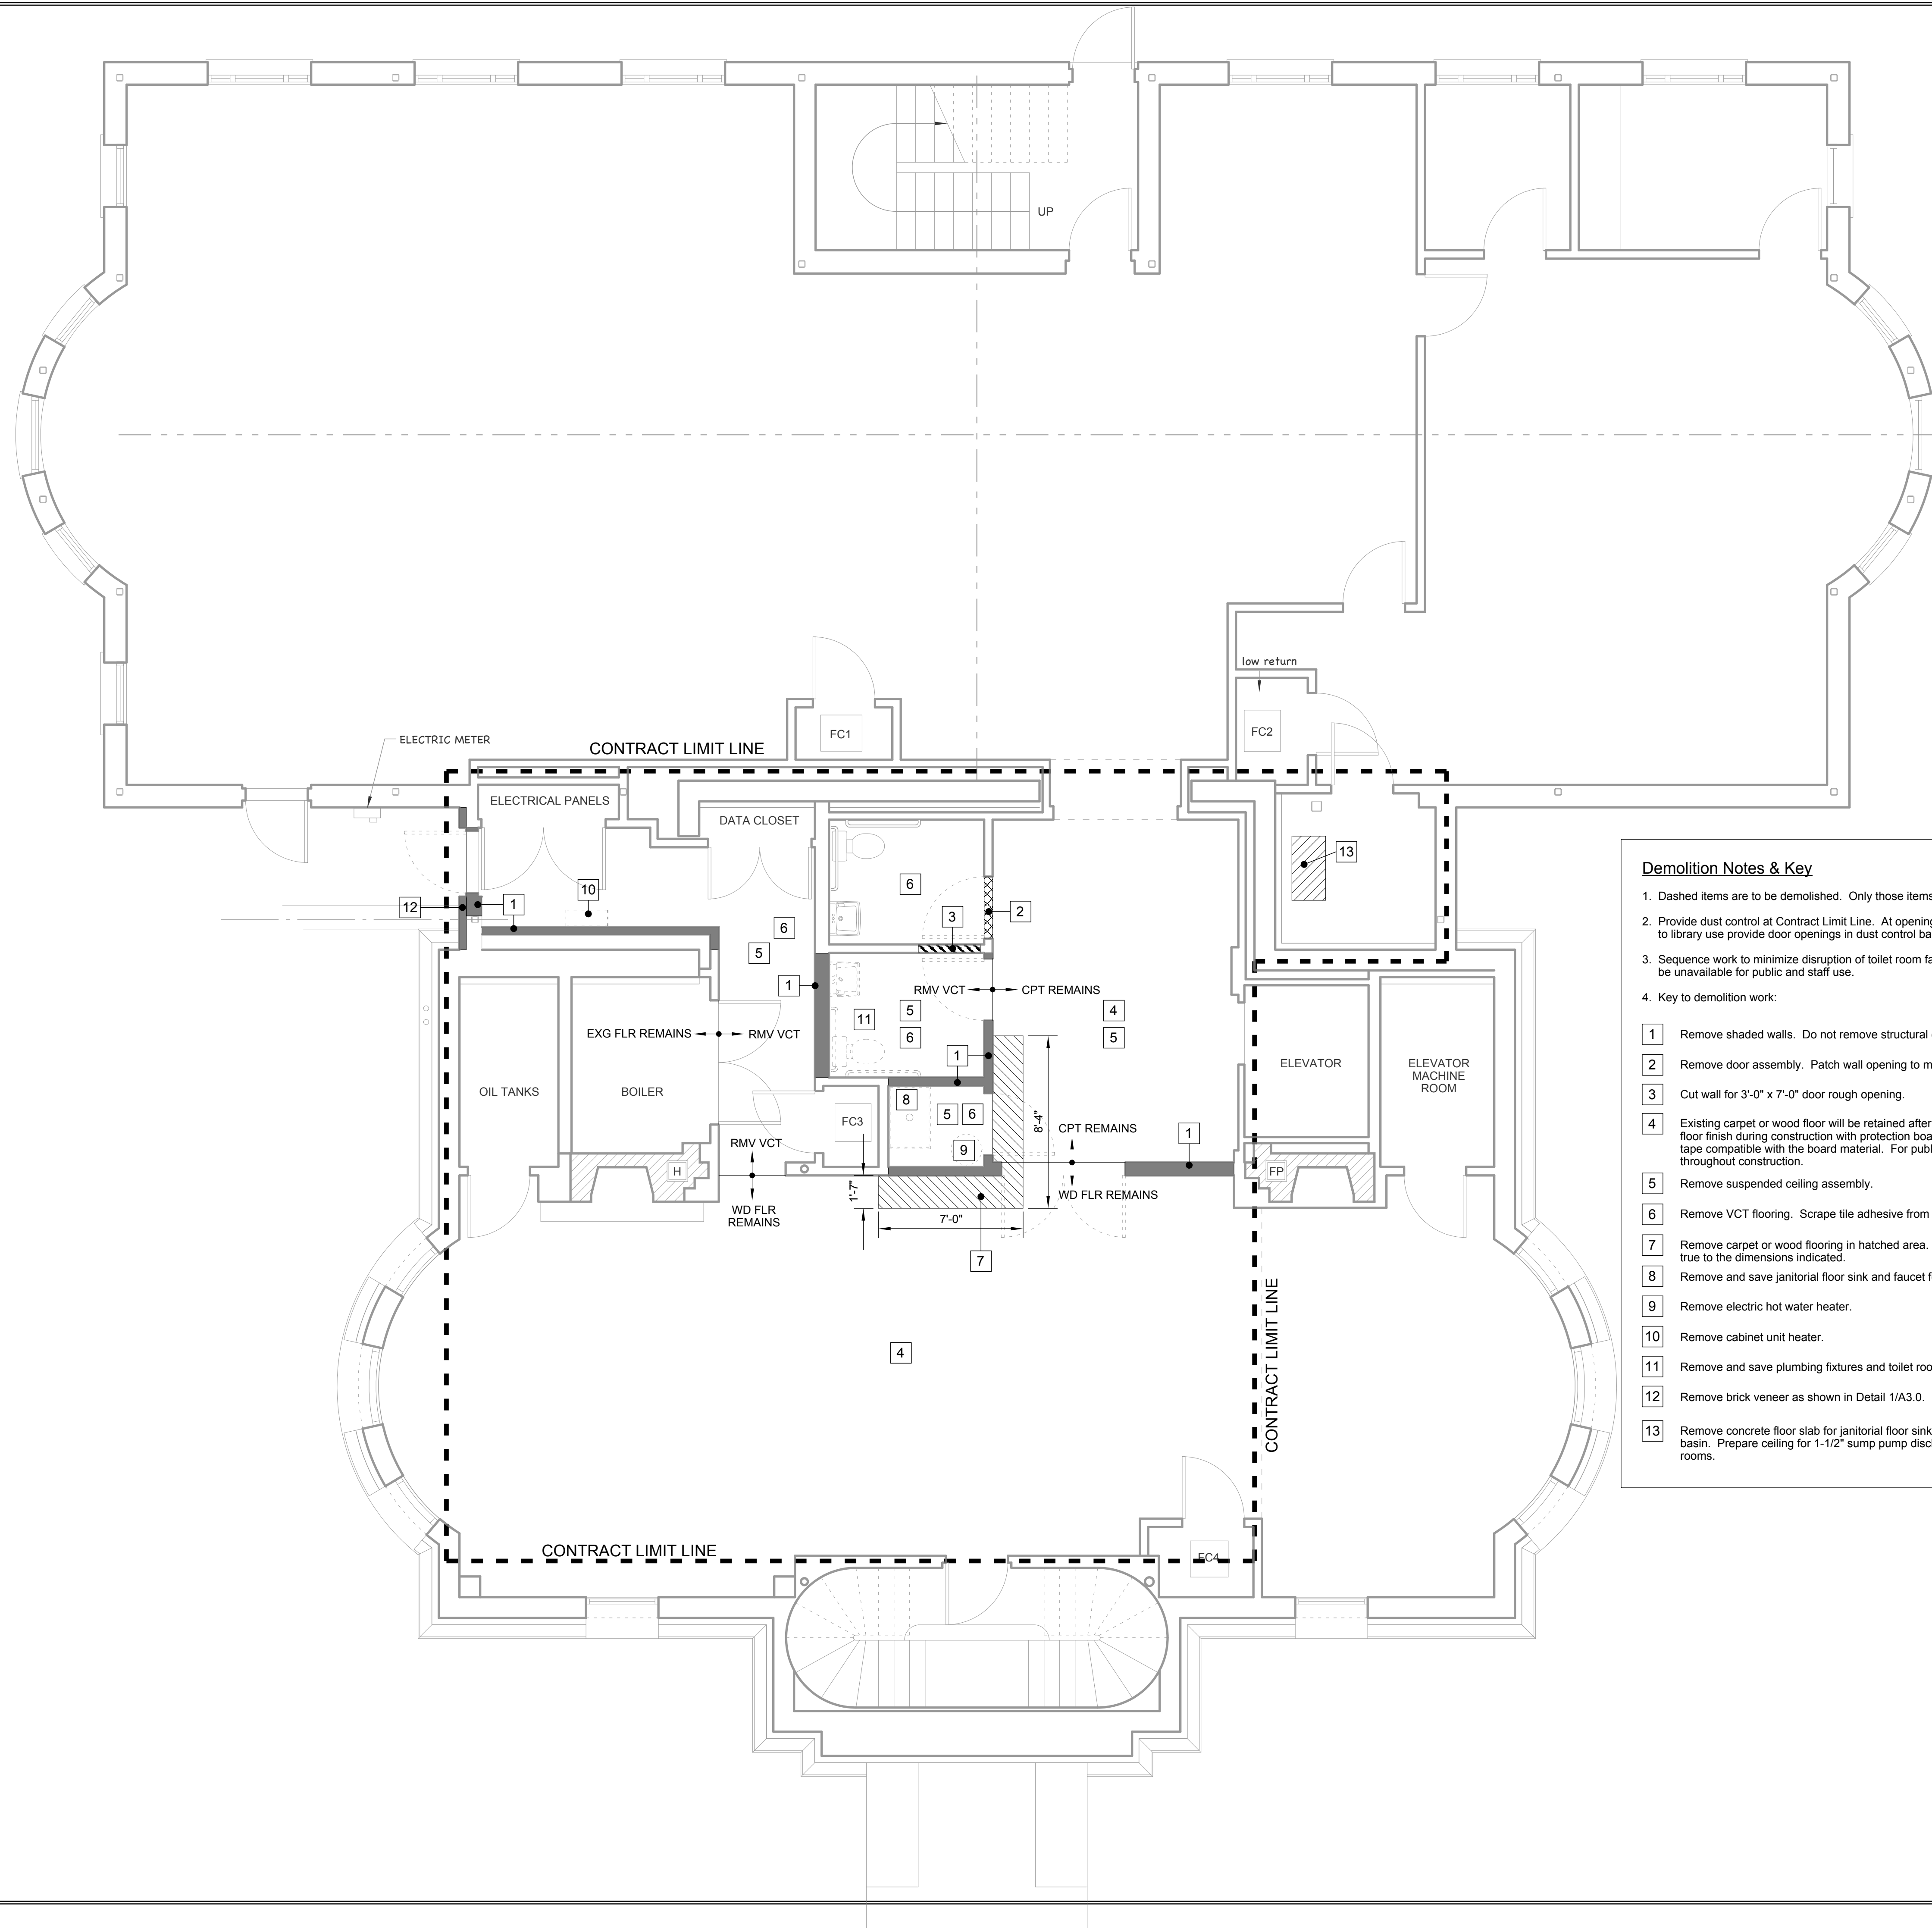 UP
low return
FC1
FC2
ELECTRIC METER
CONTRACT LIMIT LINE
ELECTRICAL PANELS
DATA CLOSET
13
6
10
2
12
1
3
6
5
1
RMV VCT
CPT REMAINS
5
4
11
EXG FLR REMAINS
RMV VCT
6
5
1
ELEVATOR
ELEVATOR
MACHINE
ROOM
OIL TANKS
BOILER
8
5
6
FC3
8'-4"
CPT REMAINS
1
RMV VCT
9
H
FP
1'-7"
WD FLR REMAINS
WD FLR
REMAINS
7'-0"
7
4
CONTRACT LIMIT LINE
CONTRACT LIMIT LINE
FC4
Demolition Notes & Key
1. Dashed items are to be demolished. Only those items
2. Provide dust control at Contract Limit Line. At opening
to library use provide door openings in dust control ba
3. Sequence work to minimize disruption of toilet room fa
be unavailable for public and staff use.
4. Key to demolition work:
1 Remove shaded walls. Do not remove structural
2 Remove door assembly. Patch wall opening to m
3 Cut wall for 3'-0" x 7'-0" door rough opening.
4 Existing carpet or wood floor will be retained after
floor finish during construction with protection boa
tape compatible with the board material. For publ
throughout construction.
5 Remove suspended ceiling assembly.
6 Remove VCT flooring. Scrape tile adhesive from
7 Remove carpet or wood flooring in hatched area.
true to the dimensions indicated.
8 Remove and save janitorial floor sink and faucet f
9 Remove electric hot water heater.
10 Remove cabinet unit heater.
11 Remove and save plumbing fixtures and toilet roo
12 Remove brick veneer as shown in Detail 1/A3.0.
13 Remove concrete floor slab for janitorial floor sink
basin. Prepare ceiling for 1-1/2" sump pump disc
rooms.